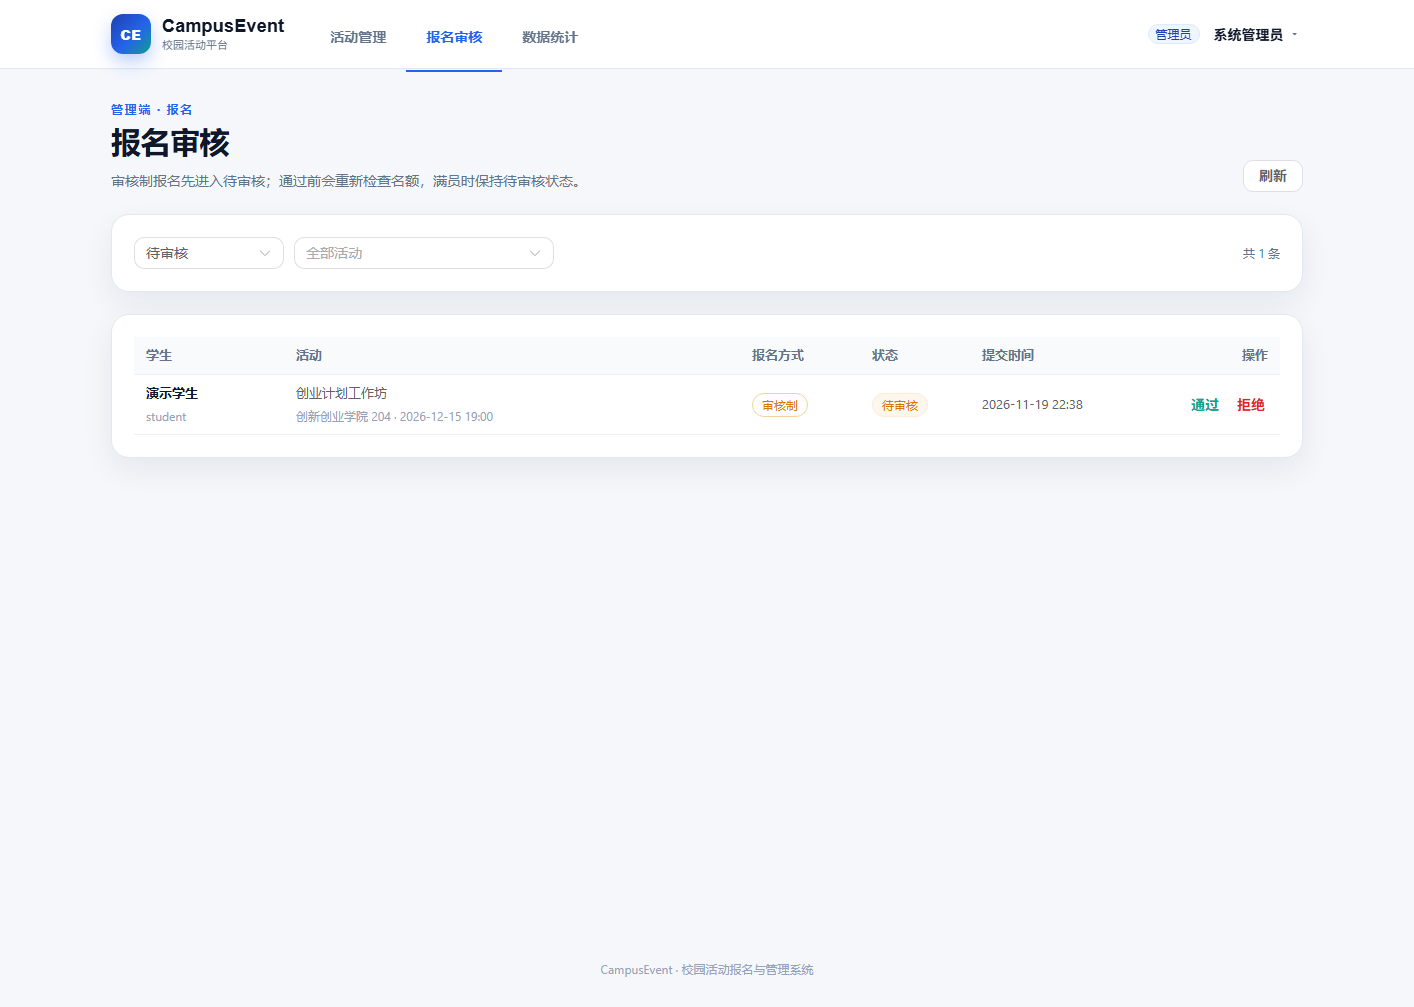 CE
CampusEvent
校园活动平台
活动管理
报名审核
数据统计
管理员
系统管理员
管理端 · 报名
报名审核
审核制报名先进入待审核；通过前会重新检查名额，满员时保持待审核状态。
刷新
待审核
全部活动
共 1 条
学生
活动
报名方式
状态
提交时间
操作
演示学生
student
创业计划工作坊
创新创业学院 204 · 2026-12-15 19:00
审核制
待审核
2026-11-19 22:38
通过
拒绝
CampusEvent · 校园活动报名与管理系统